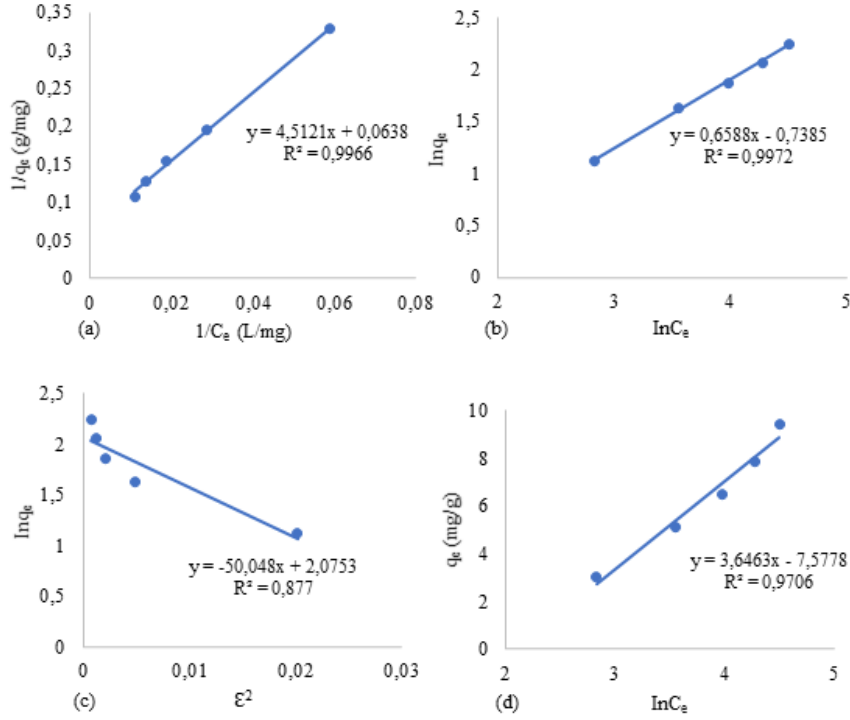 0,35
0,3
0,25
0,2
0,15
0,1
0,05
0
1/qₑ (g/mg)
y = 4,5121x + 0,0638
R² = 0,9966
0 0,02 0,04 0,06 0,08
(a) 1/Cₑ (L/mg)
2,5
2
1,5
1
0,5
0
lnqₑ
y = 0,6588x - 0,7385
R² = 0,9972
2 3 4 5
(b) InCₑ
2,5
2
1,5
1
0,5
0
lnqₑ
y = -50,048x + 2,0753
R² = 0,877
0 0,01 0,02 0,03
(c) Ɛ²
10
8
6
4
2
0
qₑ (mg/g)
y = 3,6463x - 7,5778
R² = 0,9706
2 3 4 5
(d) InCₑ